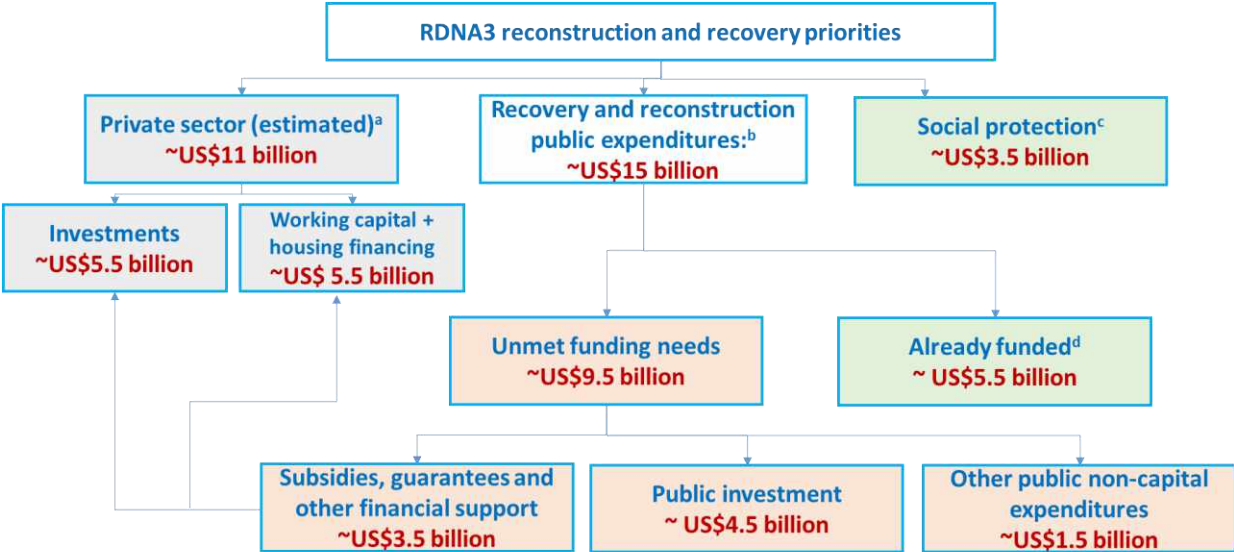 RDNA3 reconstruction and recovery priorities
Private sector (estimated)ᵃ
~US$11 billion
Recovery and reconstruction
public expenditures:ᵇ
~US$15 billion
Social protectionᶜ
~US$3.5 billion
Investments
~US$5.5 billion
Working capital +
housing financing
~US$ 5.5 billion
Unmet funding needs
~US$9.5 billion
Already fundedᵈ
~ US$5.5 billion
Subsidies, guarantees and
other financial support
~US$3.5 billion
Public investment
~ US$4.5 billion
Other public non-capital
expenditures
~US$1.5 billion